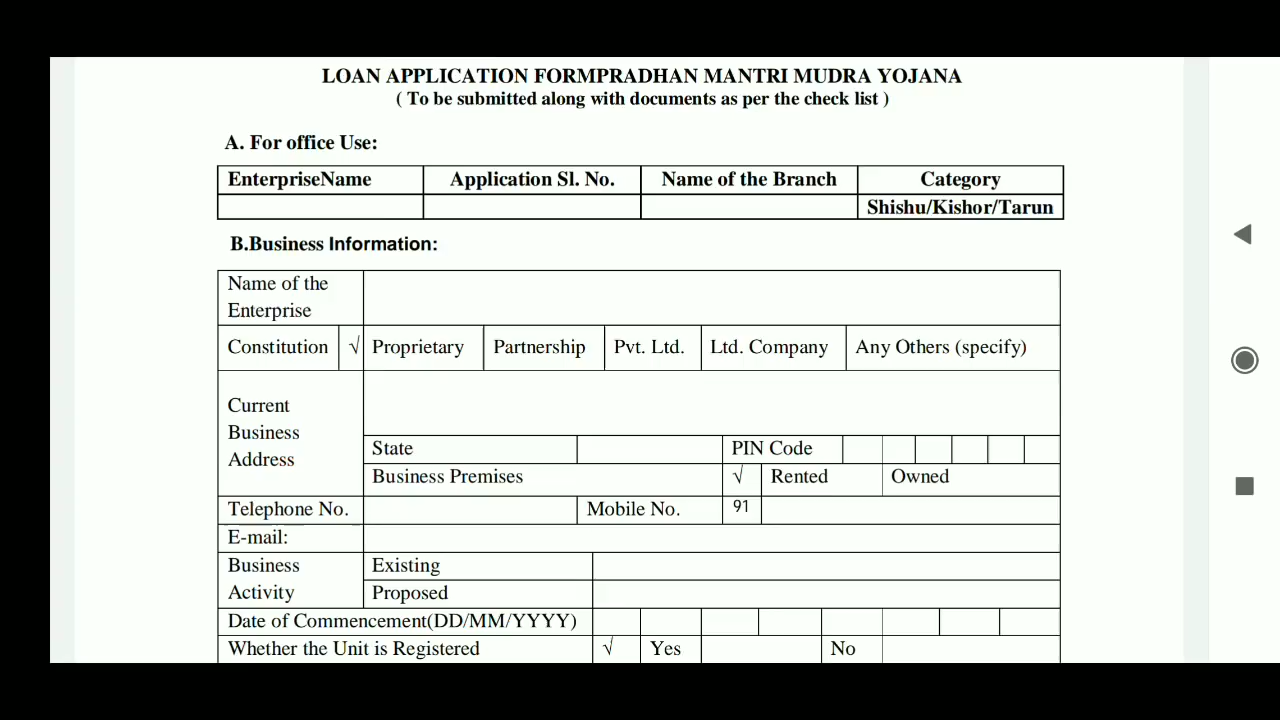 LOAN APPLICATION FORMPRADHAN MANTRI MUDRA YOJANA
( To be submitted along with documents as per the check list )
A. For office Use:
EnterpriseName Application Sl. No. Name of the Branch Category
Shishu/Kishor/Tarun
B.Business Information:
Name of the
Enterprise
Constitution √ Proprietary Partnership Pvt. Ltd. Ltd. Company Any Others (specify)
Current
Business
Address
State PIN Code
Business Premises √ Rented Owned
Telephone No. Mobile No. 91
E-mail:
Business
Activity
Existing
Proposed
Date of Commencement(DD/MM/YYYY)
Whether the Unit is Registered √ Yes No